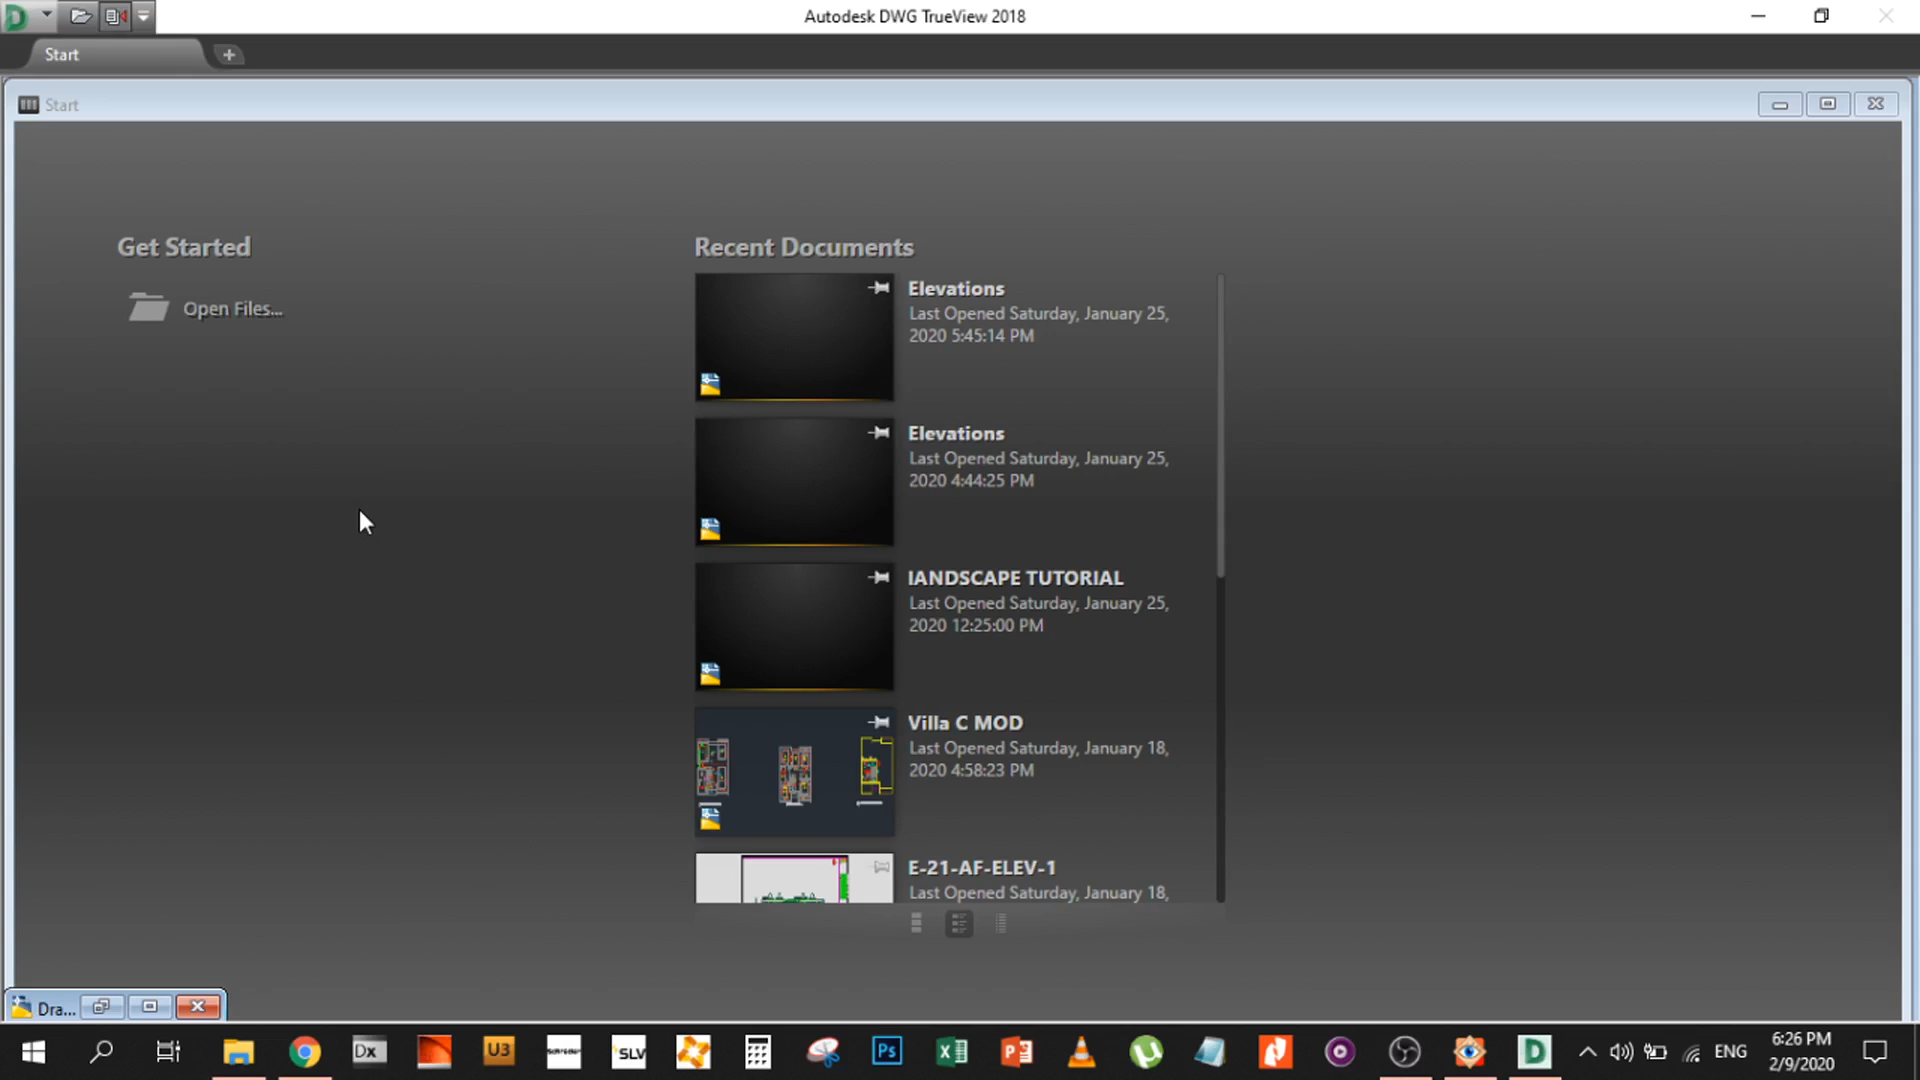 Autodesk DWG TrueView 2018
Start
Start
Get Started
Open Files...
Recent Documents
Elevations
Last Opened Saturday, January 25,
2020 5:45:14 PM
Elevations
Last Opened Saturday, January 25,
2020 4:44:25 PM
lANDSCAPE TUTORIAL
Last Opened Saturday, January 25,
2020 12:25:00 PM
Villa C MOD
Last Opened Saturday, January 18,
2020 4:58:23 PM
E-21-AF-ELEV-1
Last Opened Saturday, January 18,
Dra...
Dx
U3
SLV
Ps
ENG
6:26 PM
2/9/2020